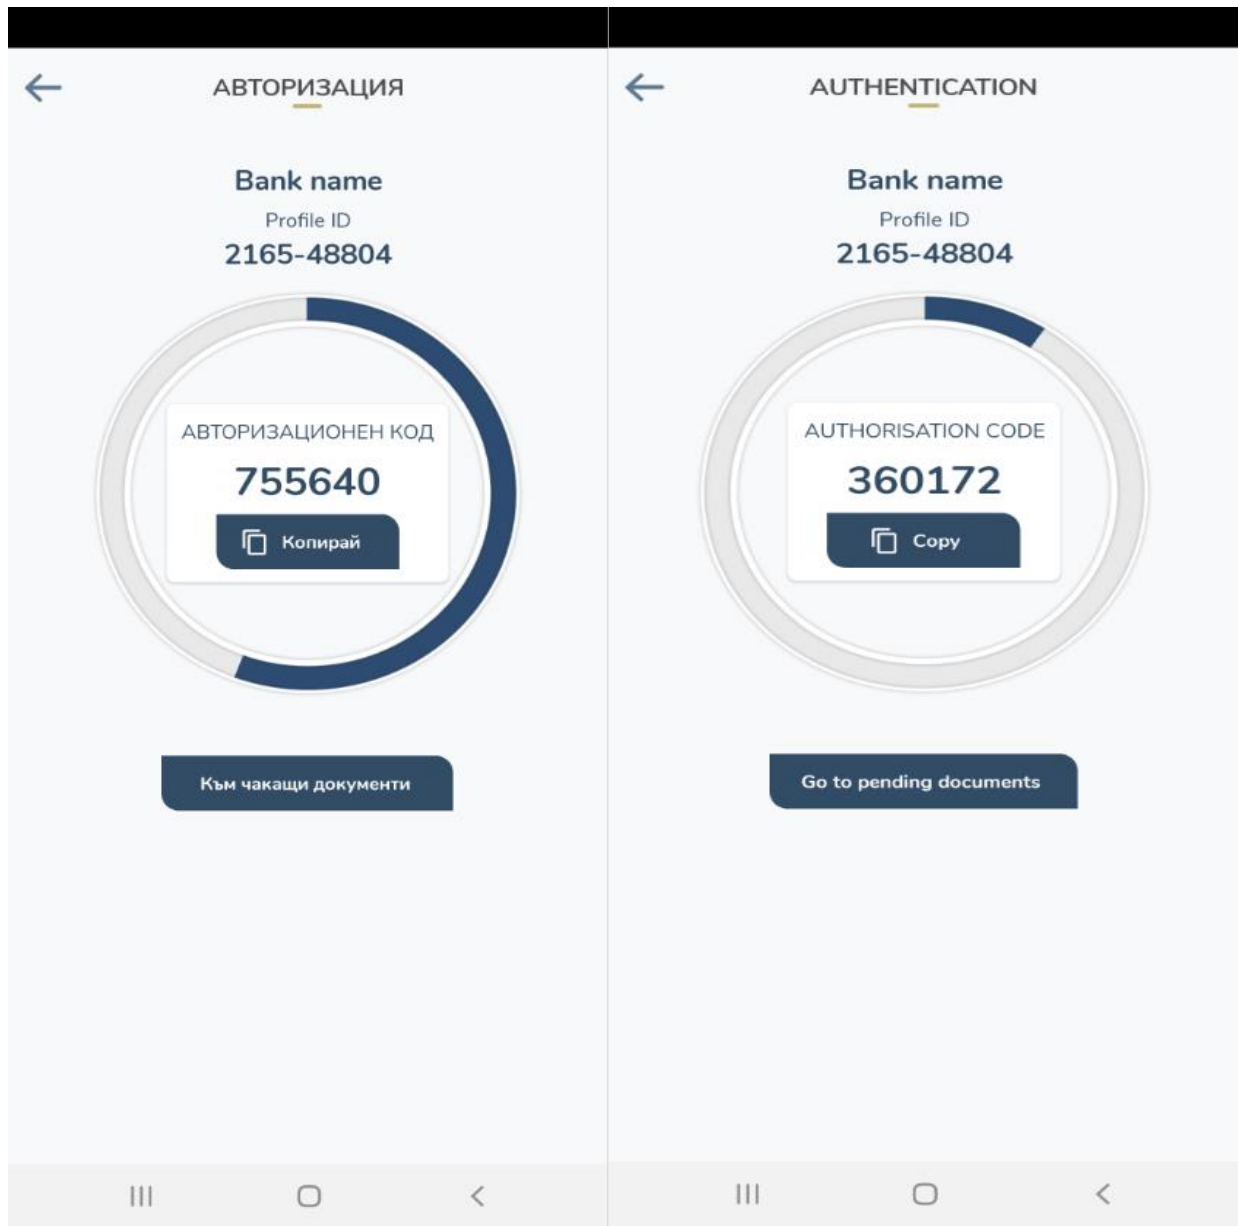 АВТОРИЗАЦИЯ
Bank name
Profile ID
2165-48804
АВТОРИЗАЦИОНЕН КОД
755640
Копирай
Към чакащи документи
AUTHENTICATION
Bank name
Profile ID
2165-48804
AUTHORISATION CODE
360172
Copy
Go to pending documents